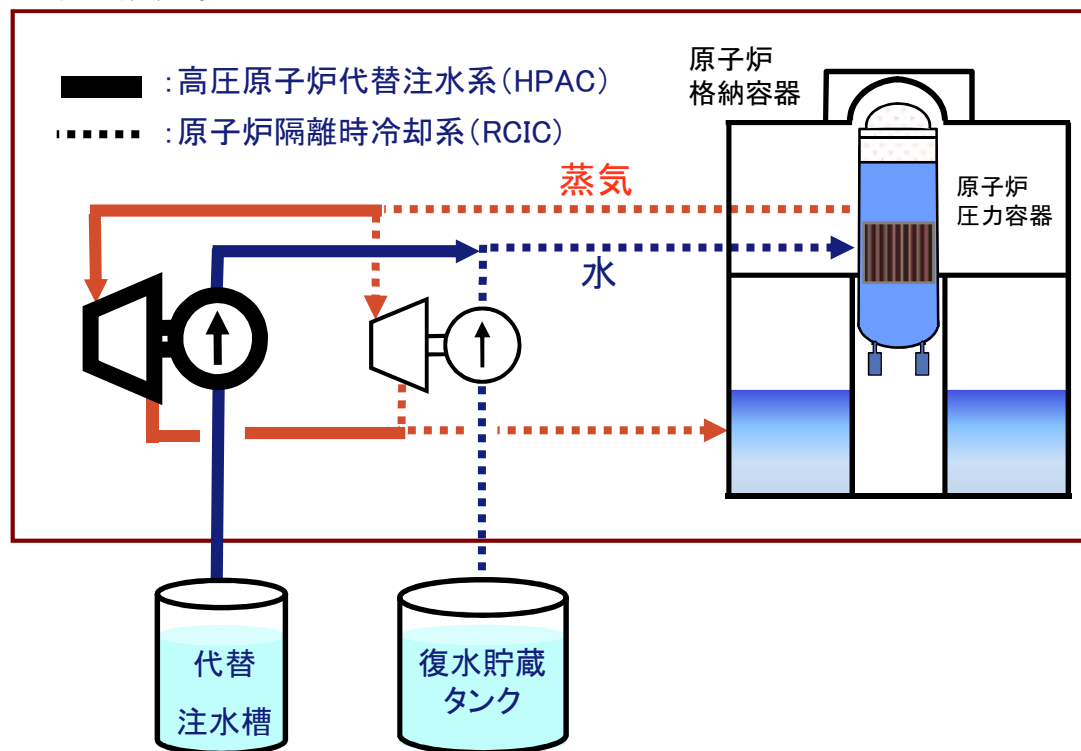 ：高圧原子炉代替注水系（HPAC）
：原子炉隔離時冷却系（RCIC）
原子炉
格納容器
蒸気
原子炉
圧力容器
水
代替
注水槽
復水貯蔵
タンク